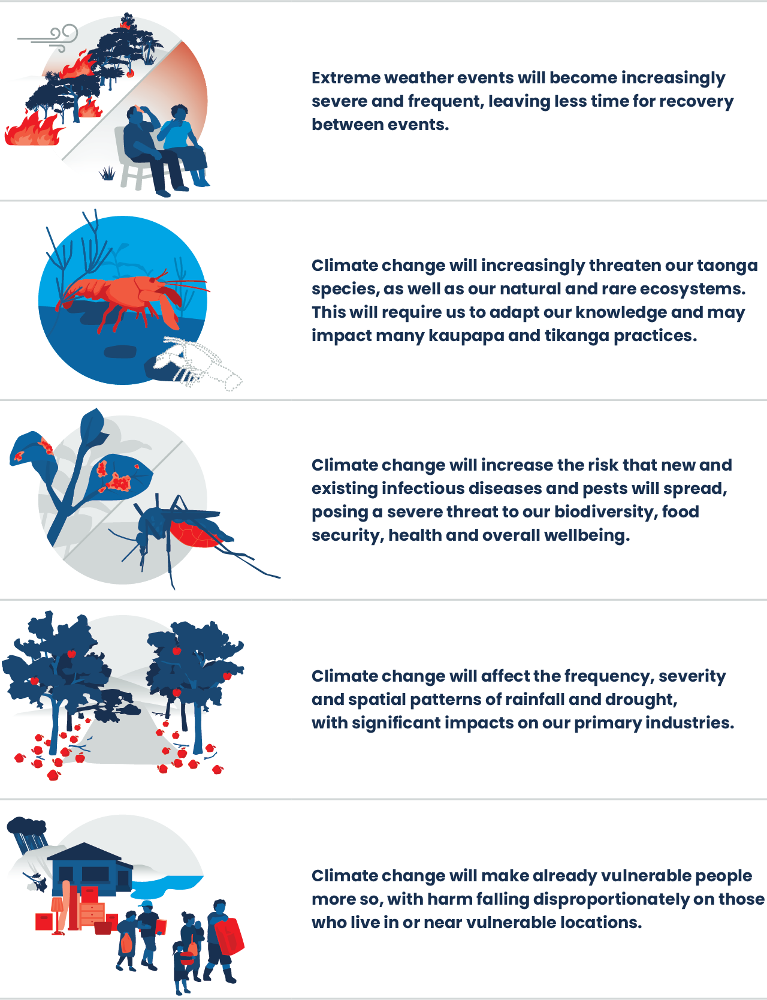 Extreme weather events will become increasingly
severe and frequent, leaving less time for recovery
between events.
Climate change will increasingly threaten our taonga
species, as well as our natural and rare ecosystems.
This will require us to adapt our knowledge and may
impact many kaupapa and tikanga practices.
Climate change will increase the risk that new and
existing infectious diseases and pests will spread,
posing a severe threat to our biodiversity, food
security, health and overall wellbeing.
Climate change will affect the frequency, severity
and spatial patterns of rainfall and drought,
with significant impacts on our primary industries.
Climate change will make already vulnerable people
more so, with harm falling disproportionately on those
who live in or near vulnerable locations.